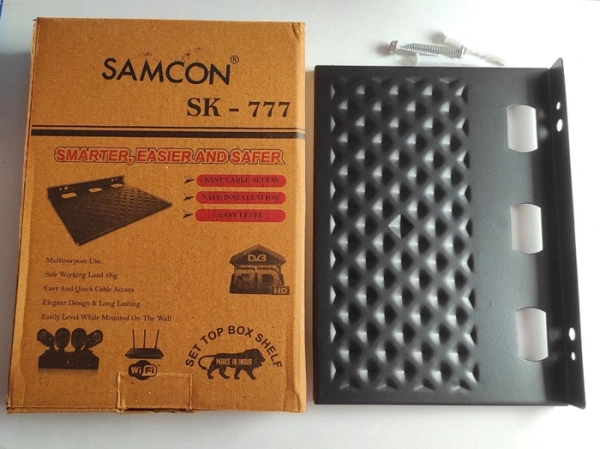 SAMCON®
SK - 777
SMARTER, EASIER AND SAFER
EASY CABLE ACCESS
SAFE INSTALLATION
EASY LEVEL
Multipurpose Use.
Safe Working Load 5Kg
Easy And Quick Cable Access.
Elegant Design & Long Lasting.
Easily Level While Mounted On The Wall
DVB
3D
HD
WiFi
SET TOP BOX SHELF
MAKE IN INDIA